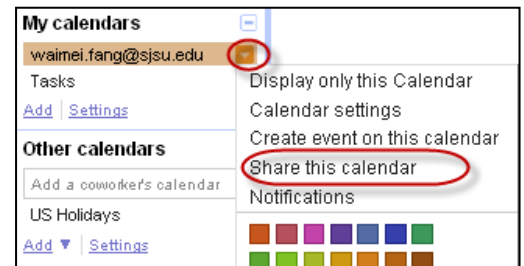 My calendars
waimei.fang@sjsu.edu
Tasks
Add Settings
Other calendars
Add a coworker's calendar
US Holidays
Add ▼ Settings
Display only this Calendar
Calendar settings
Create event on this calendar
Share this calendar
Notifications